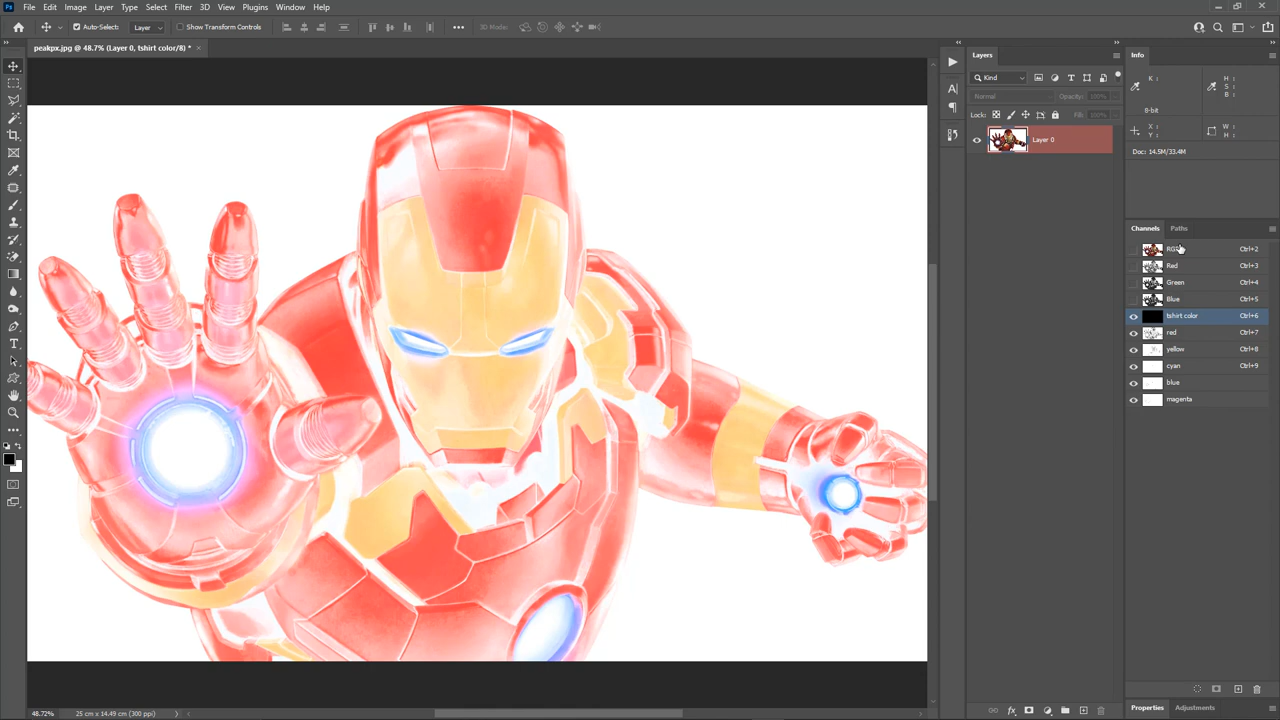 Ps File Edit Image Layer Type Select Filter 3D View Plugins Window Help
Auto-Select: Layer Show Transform Controls 3D Mode:
peakpx.jpg @ 48.7% (Layer 0, tshirt color/8) *
Layers
Kind
Normal Opacity: 100%
Lock: Fill: 100%
Layer 0
Info
K :
H :
S :
B :
8-bit
X :
Y :
W :
H :
Doc: 14.5M/33.4M
Channels Paths
RGB Ctrl+2
Red Ctrl+3
Green Ctrl+4
Blue Ctrl+5
tshirt color Ctrl+6
red Ctrl+7
yellow Ctrl+8
cyan Ctrl+9
blue
magenta
48.72% 25 cm x 14.49 cm (300 ppi)
Properties Adjustments